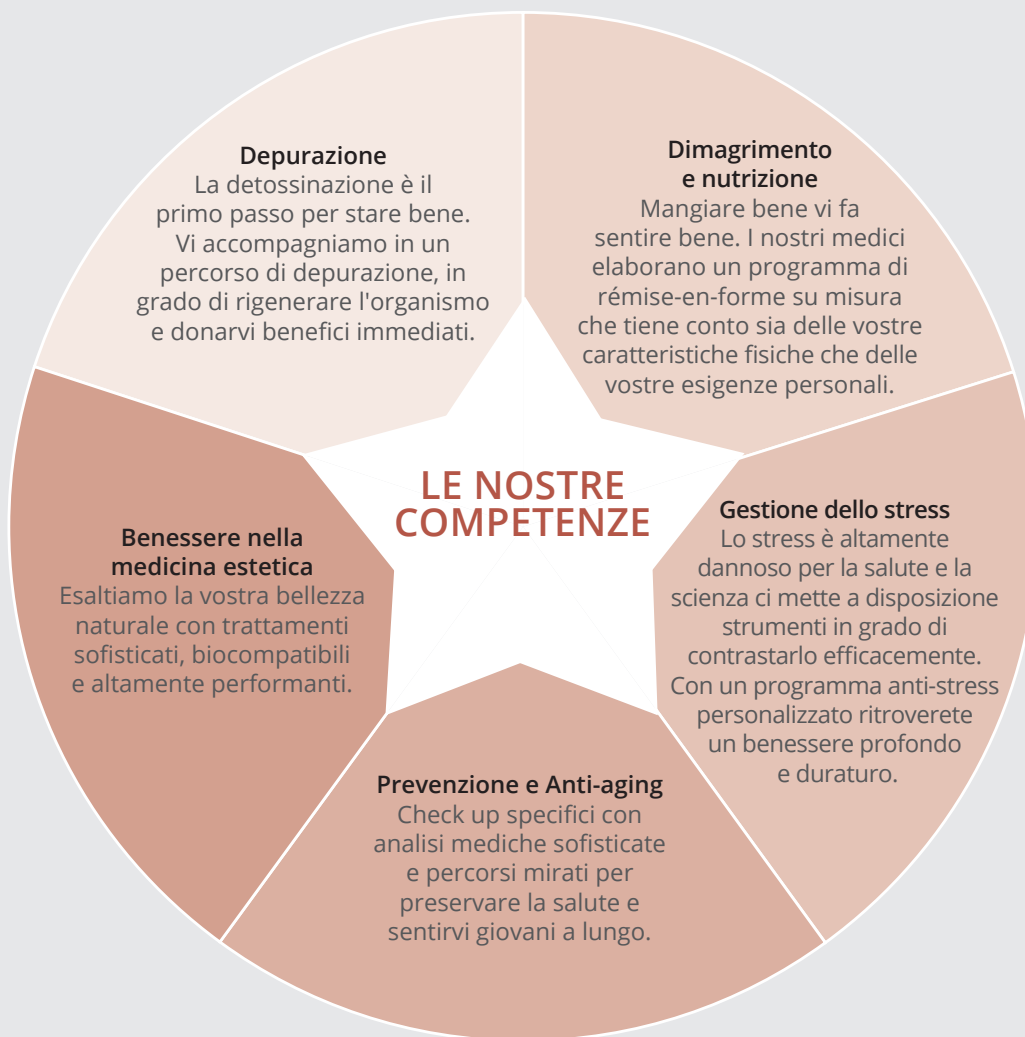 Depurazione
La detossinazione è il
primo passo per stare bene.
Vi accompagniamo in un
percorso di depurazione, in
grado di rigenerare l'organismo
e donarvi benefici immediati.
Dimagrimento
e nutrizione
Mangiare bene vi fa
sentire bene. I nostri medici
elaborano un programma di
rémise-en-forme su misura
che tiene conto sia delle vostre
caratteristiche fisiche che delle
vostre esigenze personali.
LE NOSTRE
COMPETENZE
Gestione dello stress
Lo stress è altamente
dannoso per la salute e la
scienza ci mette a disposizione
strumenti in grado di
contrastarlo efficacemente.
Con un programma anti-stress
personalizzato ritroverete
un benessere profondo
e duraturo.
Benessere nella
medicina estetica
Esaltiamo la vostra bellezza
naturale con trattamenti
sofisticati, biocompatibili
e altamente performanti.
Prevenzione e Anti-aging
Check up specifici con
analisi mediche sofisticate
e percorsi mirati per
preservare la salute e
sentirvi giovani a lungo.